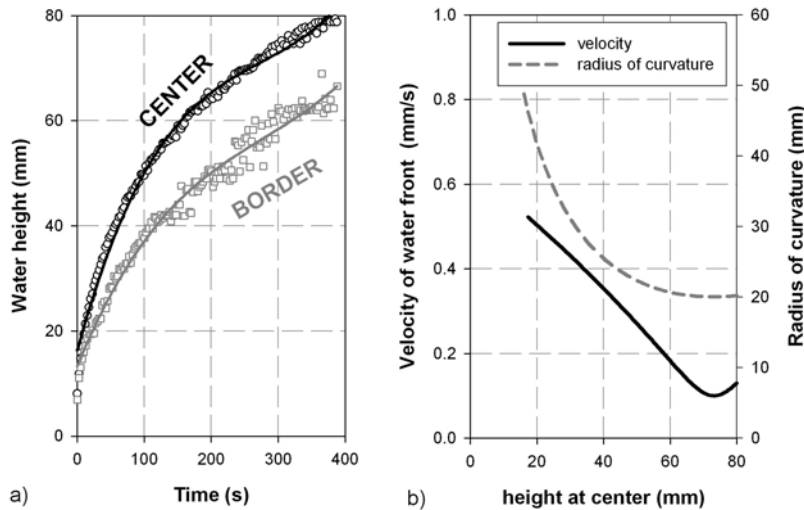 80
60
40
20
0
Water height (mm)
CENTER
BORDER
0 100 200 300 400
Time (s)
a)
velocity
radius of curvature
1.0
0.8
0.6
0.4
0.2
0.0
Velocity of water front (mm/s)
60
50
40
30
20
10
0
Radius of curvature (mm)
20 40 60 80
height at center (mm)
b)